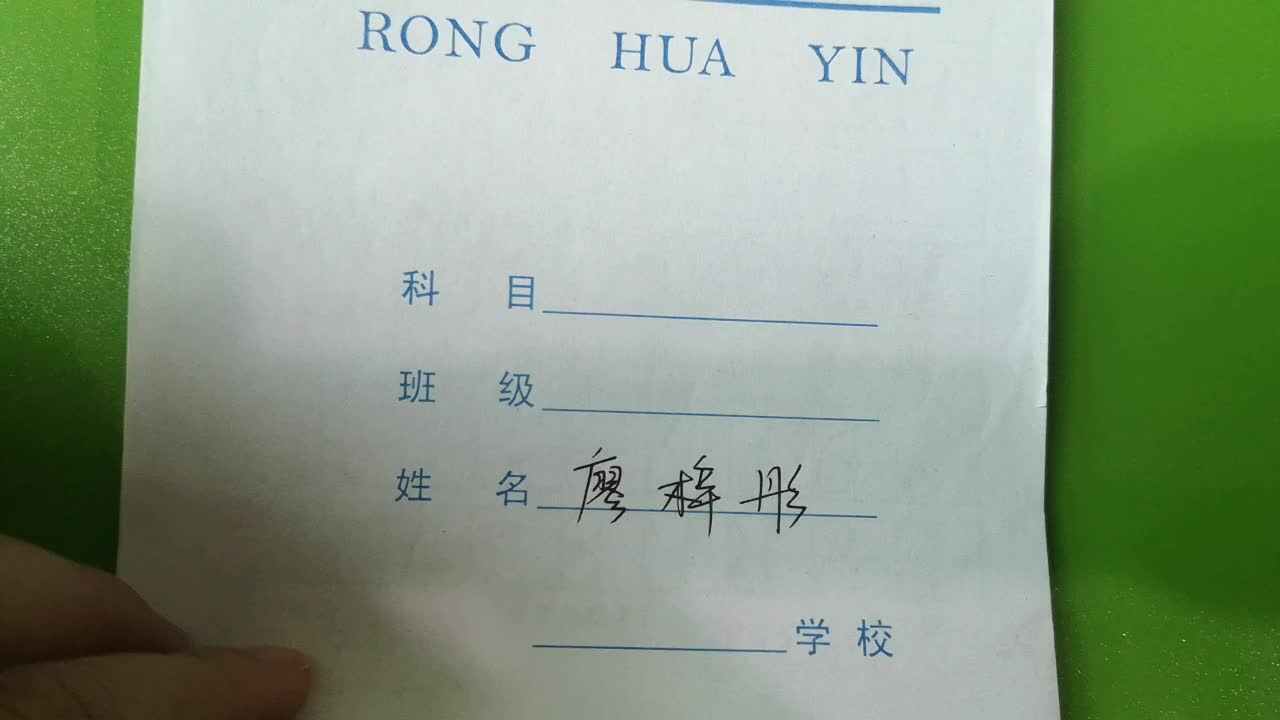 RONG HUA YIN
科 目
班 级
姓 名 廖梓彤
学 校